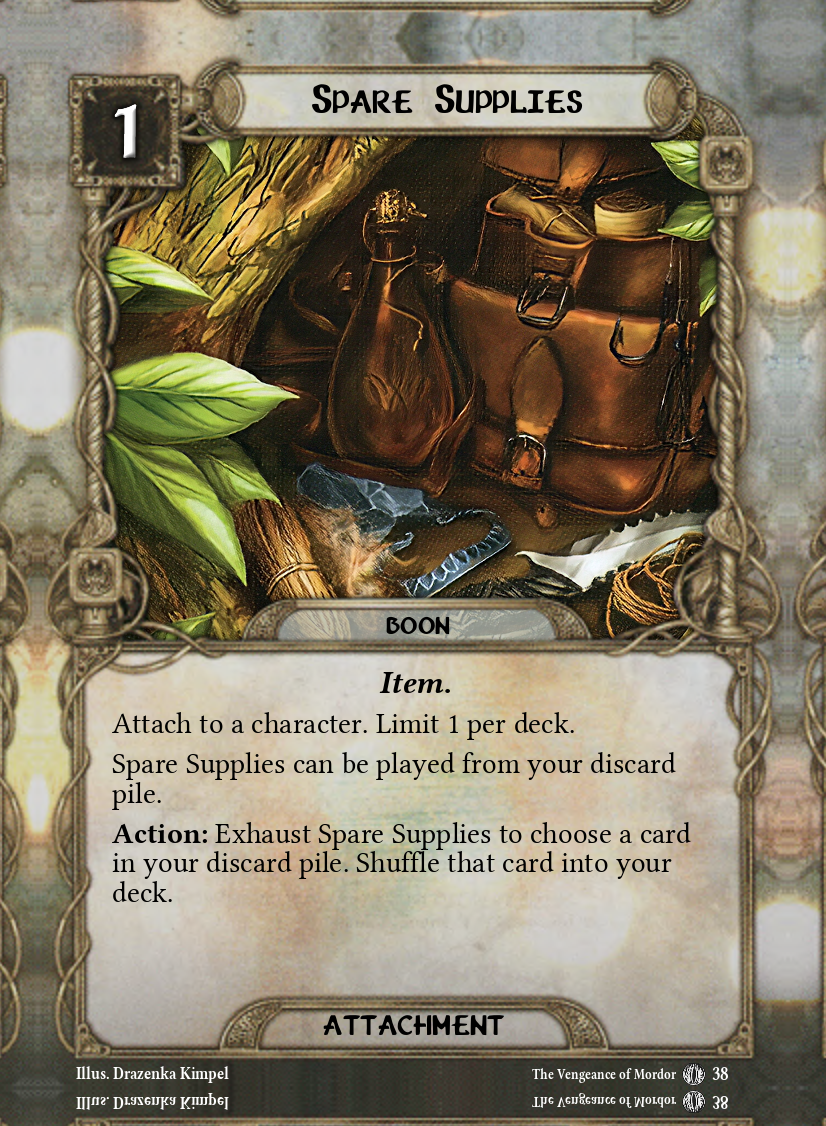 1
Spare Supplies
BOON
Item.
Attach to a character. Limit 1 per deck.
Spare Supplies can be played from your discard
pile.
Action: Exhaust Spare Supplies to choose a card
in your discard pile. Shuffle that card into your
deck.
ATTACHMENT
Illus. Drazenka Kimpel
The Vengeance of Mordor 38
Illus. Drazenka Kimpel
The Vengeance of Mordor 38